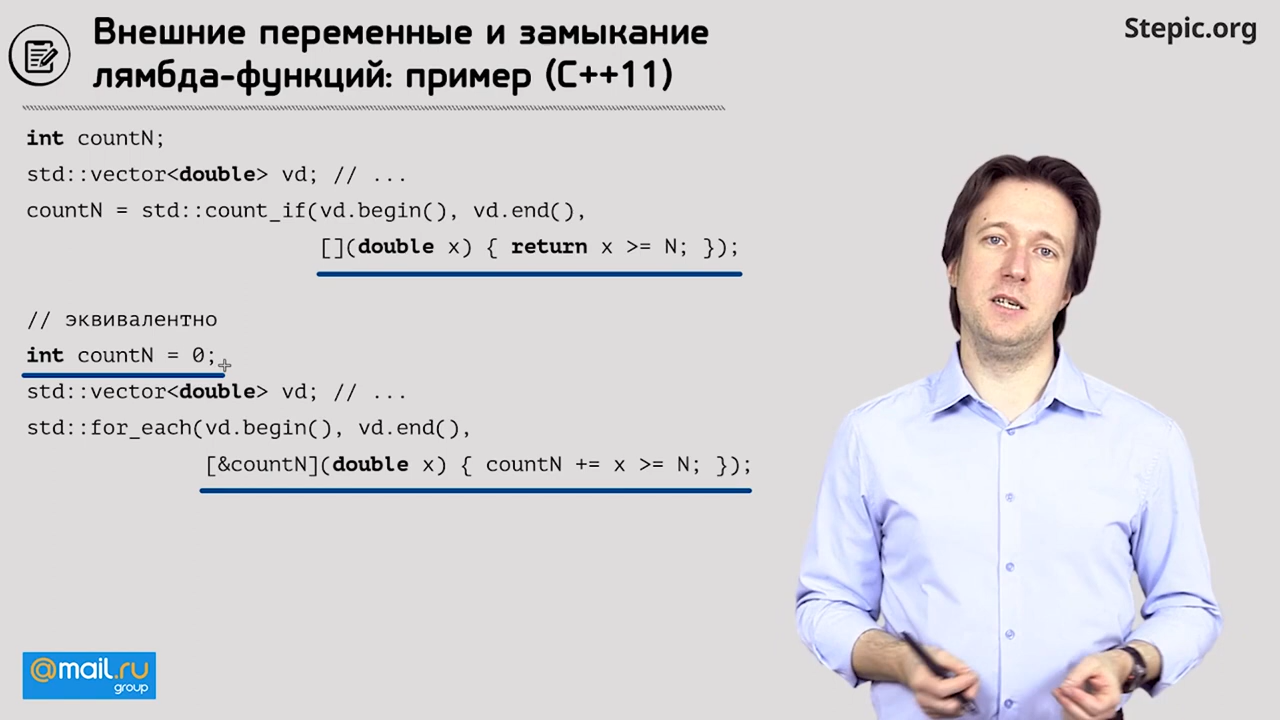 Внешние переменные и замыкание
лямбда-функций: пример (C++11)
Stepic.org
int countN;
std::vector<double> vd; // ...
countN = std::count_if(vd.begin(), vd.end(),
[](double x) { return x >= N; });
// эквивалентно
int countN = 0;
std::vector<double> vd; // ...
std::for_each(vd.begin(), vd.end(),
[&countN](double x) { countN += x >= N; });
@mail.ru
group